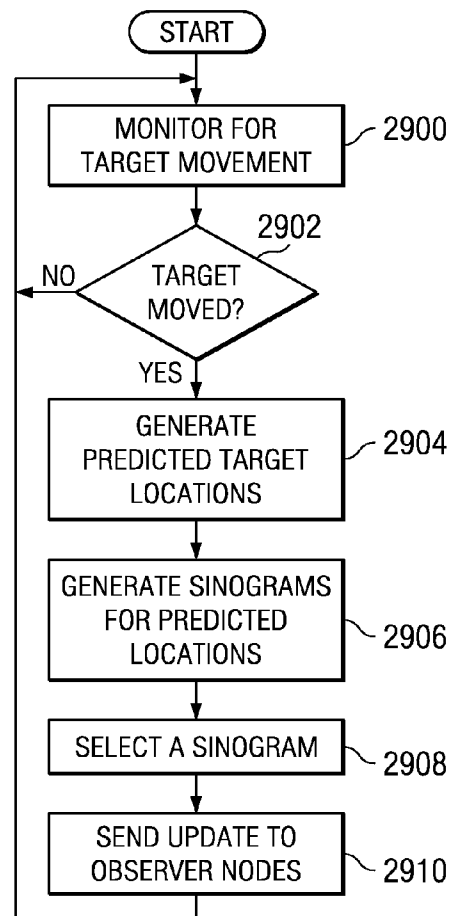 START
MONITOR FOR
TARGET MOVEMENT
2900
2902
TARGET
MOVED?
NO
YES
GENERATE
PREDICTED TARGET
LOCATIONS
2904
GENERATE SINOGRAMS
FOR PREDICTED
LOCATIONS
2906
SELECT A SINOGRAM
2908
SEND UPDATE TO
OBSERVER NODES
2910